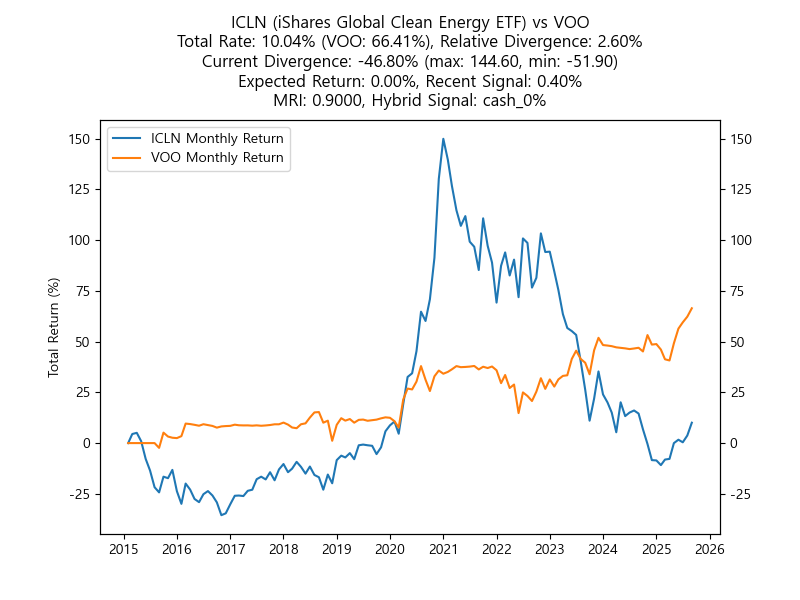 ICLN (iShares Global Clean Energy ETF) vs VOO
Total Rate: 10.04% (VOO: 66.41%), Relative Divergence: 2.60%
Current Divergence: -46.80% (max: 144.60, min: -51.90)
Expected Return: 0.00%, Recent Signal: 0.40%
MRI: 0.9000, Hybrid Signal: cash_0%
ICLN Monthly Return
VOO Monthly Return
Total Return (%)
150
125
100
75
50
25
0
-25
150
125
100
75
50
25
0
-25
2015 2016 2017 2018 2019 2020 2021 2022 2023 2024 2025 2026